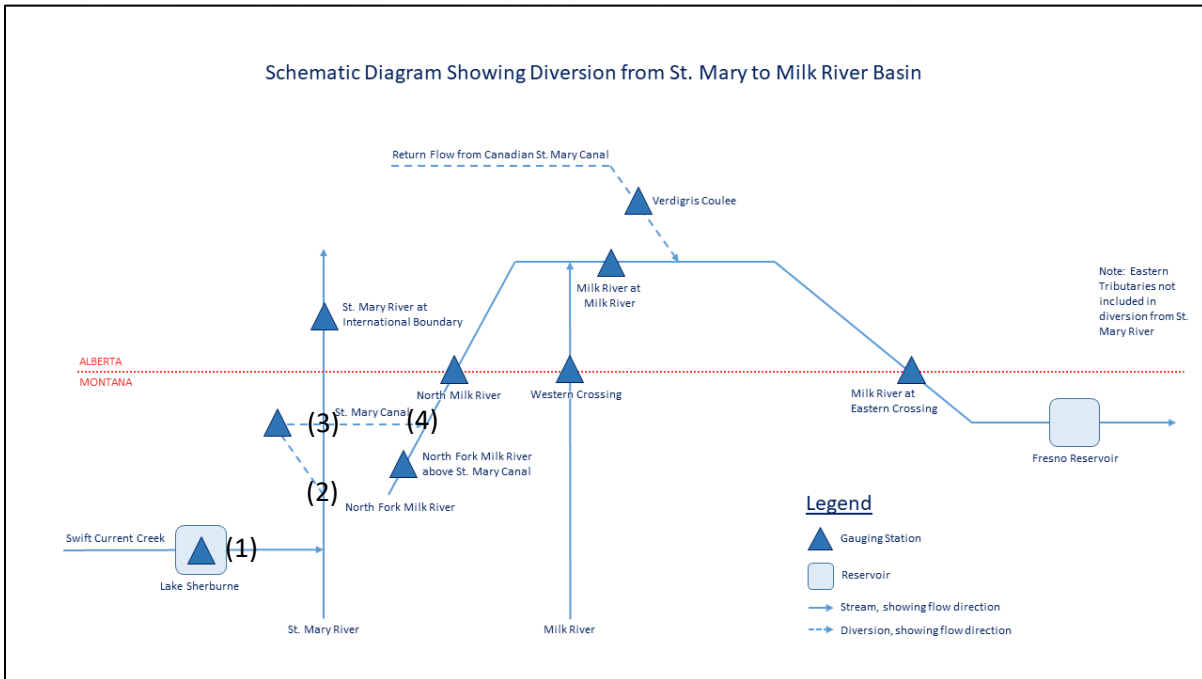 Schematic Diagram Showing Diversion from St. Mary to Milk River Basin
Return Flow from Canadian St. Mary Canal
Verdigris Coulee
Milk River at
Milk River
Note: Eastern
Tributaries not
included in
diversion from St.
Mary River
St. Mary River at
International Boundary
ALBERTA
MONTANA
North Milk River
Western Crossing
Milk River at
Eastern Crossing
(3)
St. Mary Canal
(4)
North Fork Milk River
above St. Mary Canal
Fresno Reservoir
(2)
North Fork Milk River
Swift Current Creek
(1)
Lake Sherburne
St. Mary River
Milk River
Legend
Gauging Station
Reservoir
Stream, showing flow direction
Diversion, showing flow direction